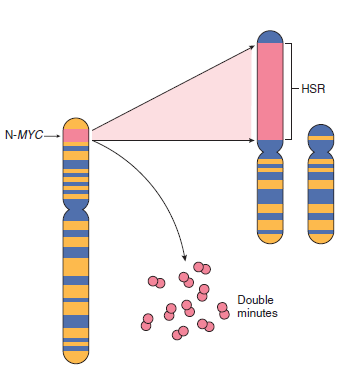 HSR
N-MYC
Double
minutes